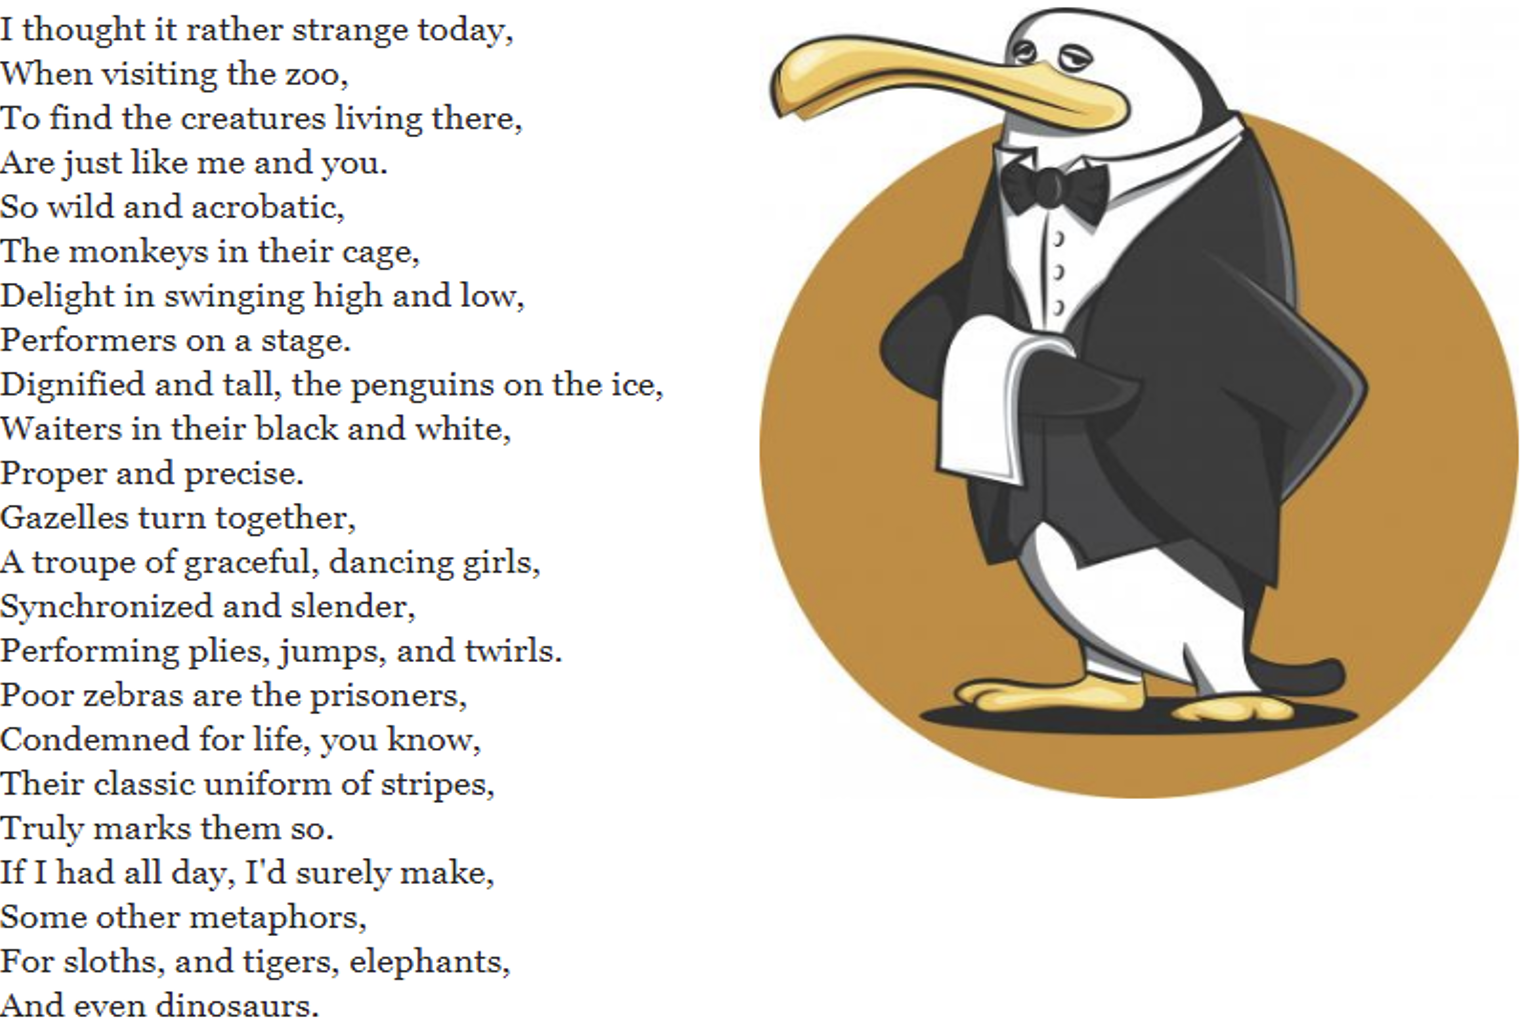 I thought it rather strange today,
When visiting the zoo,
To find the creatures living there,
Are just like me and you.
So wild and acrobatic,
The monkeys in their cage,
Delight in swinging high and low,
Performers on a stage.
Dignified and tall, the penguins on the ice,
Waiters in their black and white,
Proper and precise.
Gazelles turn together,
A troupe of graceful, dancing girls,
Synchronized and slender,
Performing plies, jumps, and twirls.
Poor zebras are the prisoners,
Condemned for life, you know,
Their classic uniform of stripes,
Truly marks them so.
If I had all day, I'd surely make,
Some other metaphors,
For sloths, and tigers, elephants,
And even dinosaurs.